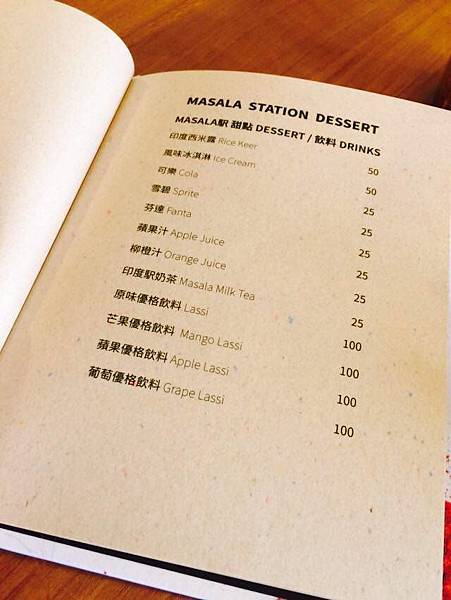 MASALA STATION DESSERT
MASALA駅 甜點 DESSERT / 飲料 DRINKS
印度西米露 Rice Keer 50
風味冰淇淋 Ice Cream 50
可樂 Cola 25
雪碧 Sprite 25
芬達 Fanta 25
蘋果汁 Apple Juice 25
柳橙汁 Orange Juice 25
印度駅奶茶 Masala Milk Tea 25
原味優格飲料 Lassi 100
芒果優格飲料 Mango Lassi 100
蘋果優格飲料 Apple Lassi 100
葡萄優格飲料 Grape Lassi 100